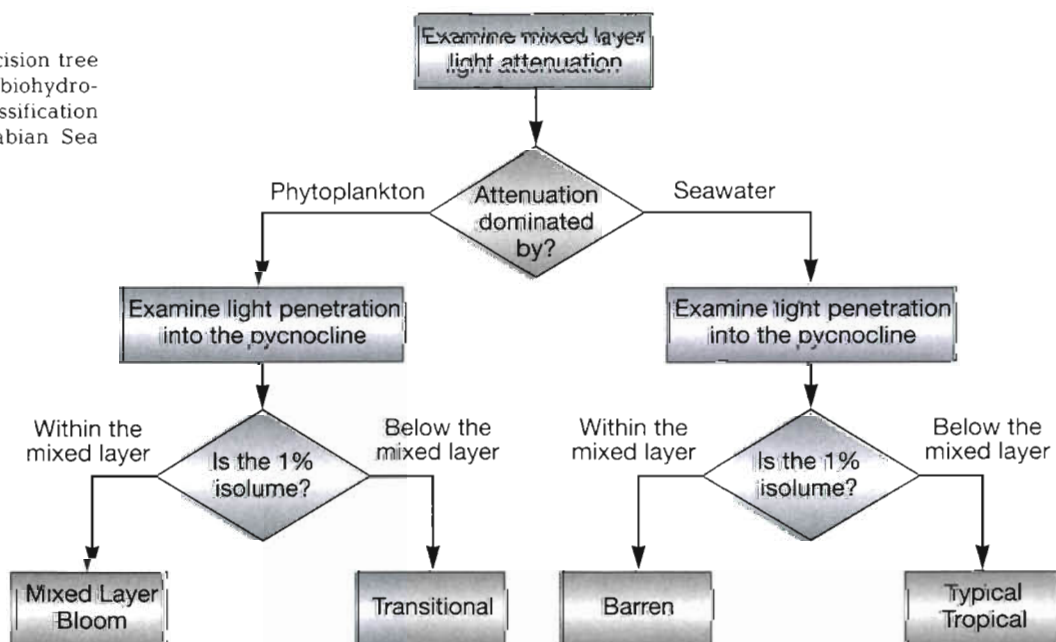 cision tree
biohydro-
ssification
abian Sea
Examine mixed layer
light attenuation
Phytoplankton
Attenuation
dominated
by?
Seawater
Examine light penetration
into the pycnocline
Examine light penetration
into the pycnocline
Within the
mixed layer
Is the 1%
isolume?
Below the
mixed layer
Within the
mixed layer
Is the 1%
isolume?
Below the
mixed layer
Mixed Layer
Bloom
Transitional
Barren
Typical
Tropical